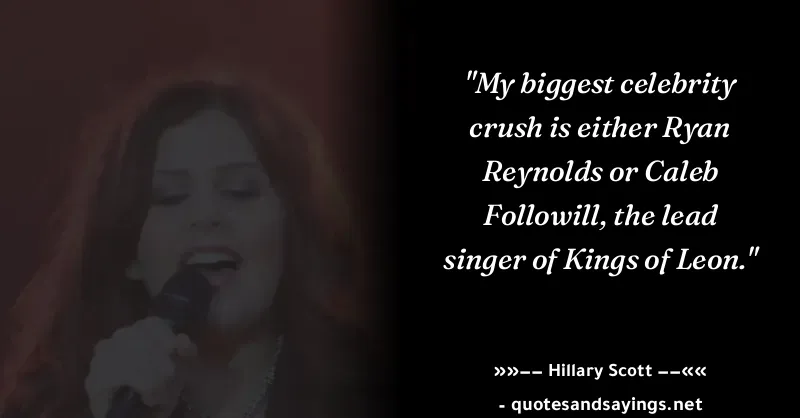 "My biggest celebrity
crush is either Ryan
Reynolds or Caleb
Followill, the lead
singer of Kings of Leon."
»»―― Hillary Scott ――««
- quotesandsayings.net